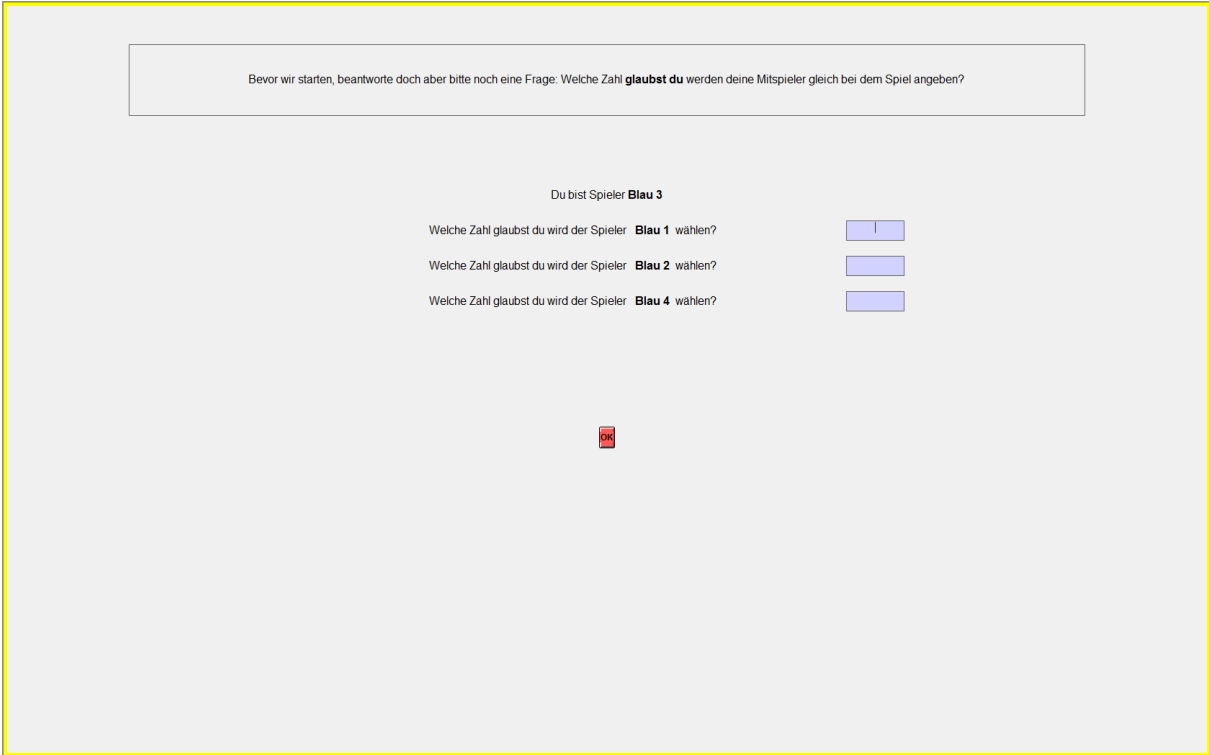 Bevor wir starten, beantworte doch aber bitte noch eine Frage: Welche Zahl glaubst du werden deine Mitspieler gleich bei dem Spiel angeben?
Du bist Spieler Blau 3
Welche Zahl glaubst du wird der Spieler Blau 1 wählen?
Welche Zahl glaubst du wird der Spieler Blau 2 wählen?
Welche Zahl glaubst du wird der Spieler Blau 4 wählen?
OK